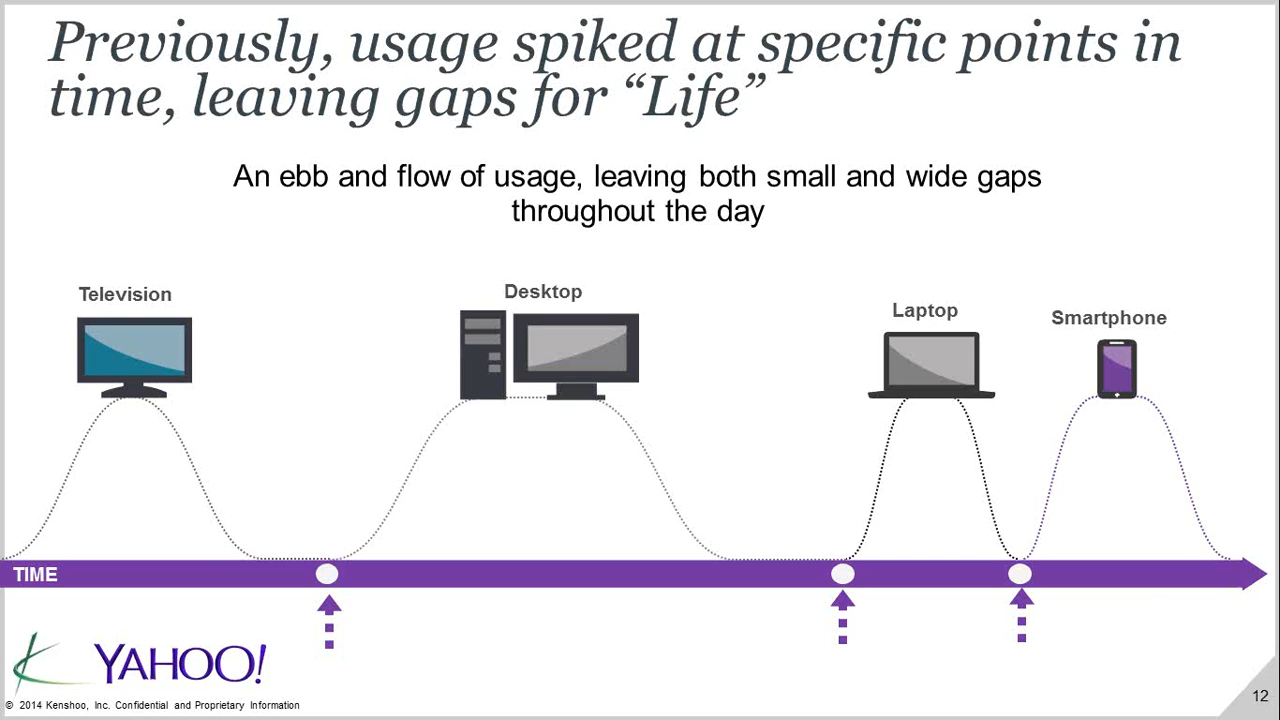 Previously, usage spiked at specific points in
time, leaving gaps for “Life”
An ebb and flow of usage, leaving both small and wide gaps
throughout the day
Television
Desktop
Laptop
Smartphone
TIME
YAHOO!
© 2014 Kenshoo, Inc. Confidential and Proprietary Information
12